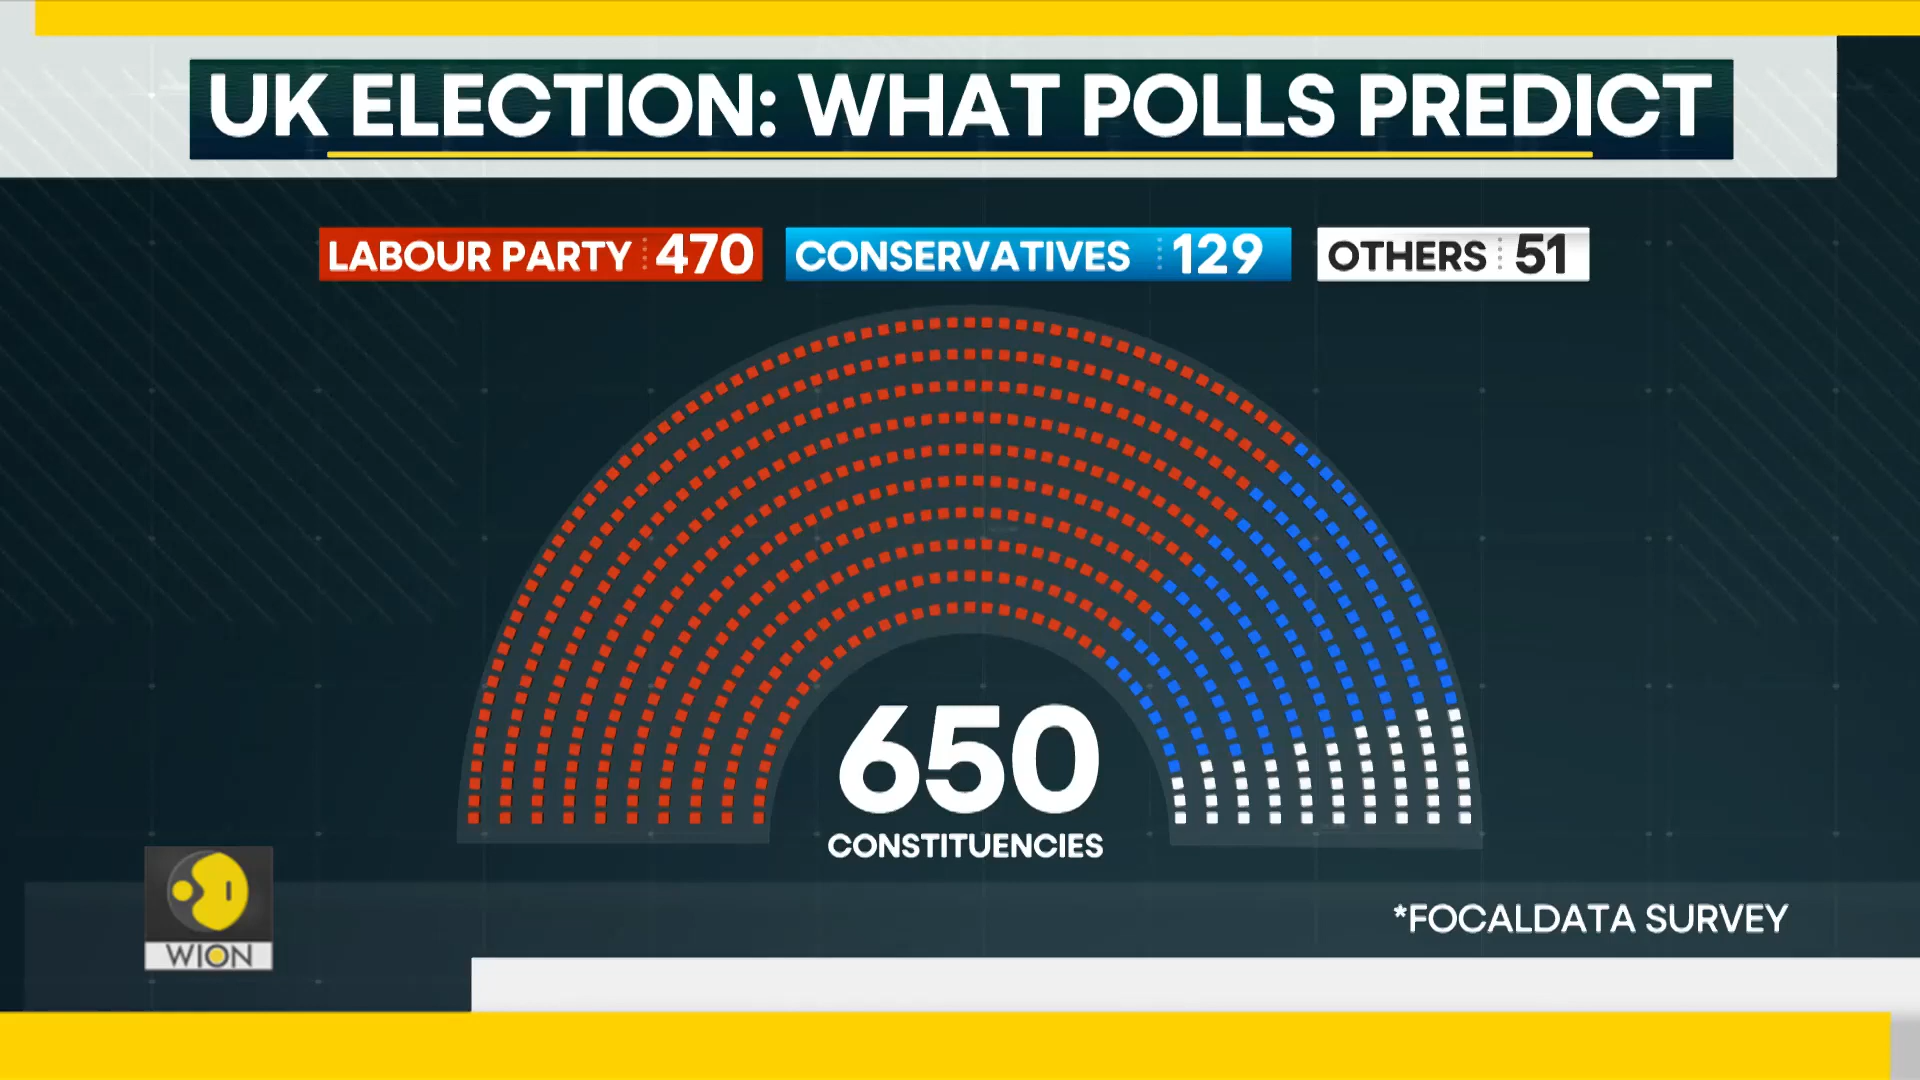 UK ELECTION: WHAT POLLS PREDICT
LABOUR PARTY 470 CONSERVATIVES 129 OTHERS 51
650
CONSTITUENCIES
*FOCALDATA SURVEY
WION